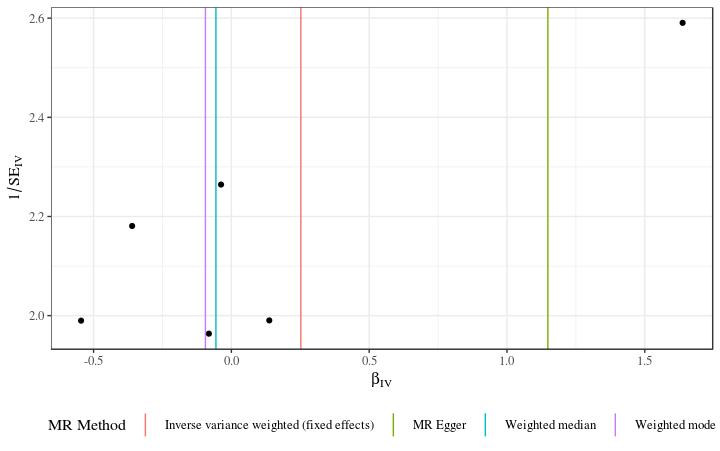 2.6
2.4
2.2
2.0
1/SE_IV
-0.5 0.0 0.5 1.0 1.5
β_IV
MR Method Inverse variance weighted (fixed effects) MR Egger Weighted median Weighted mode